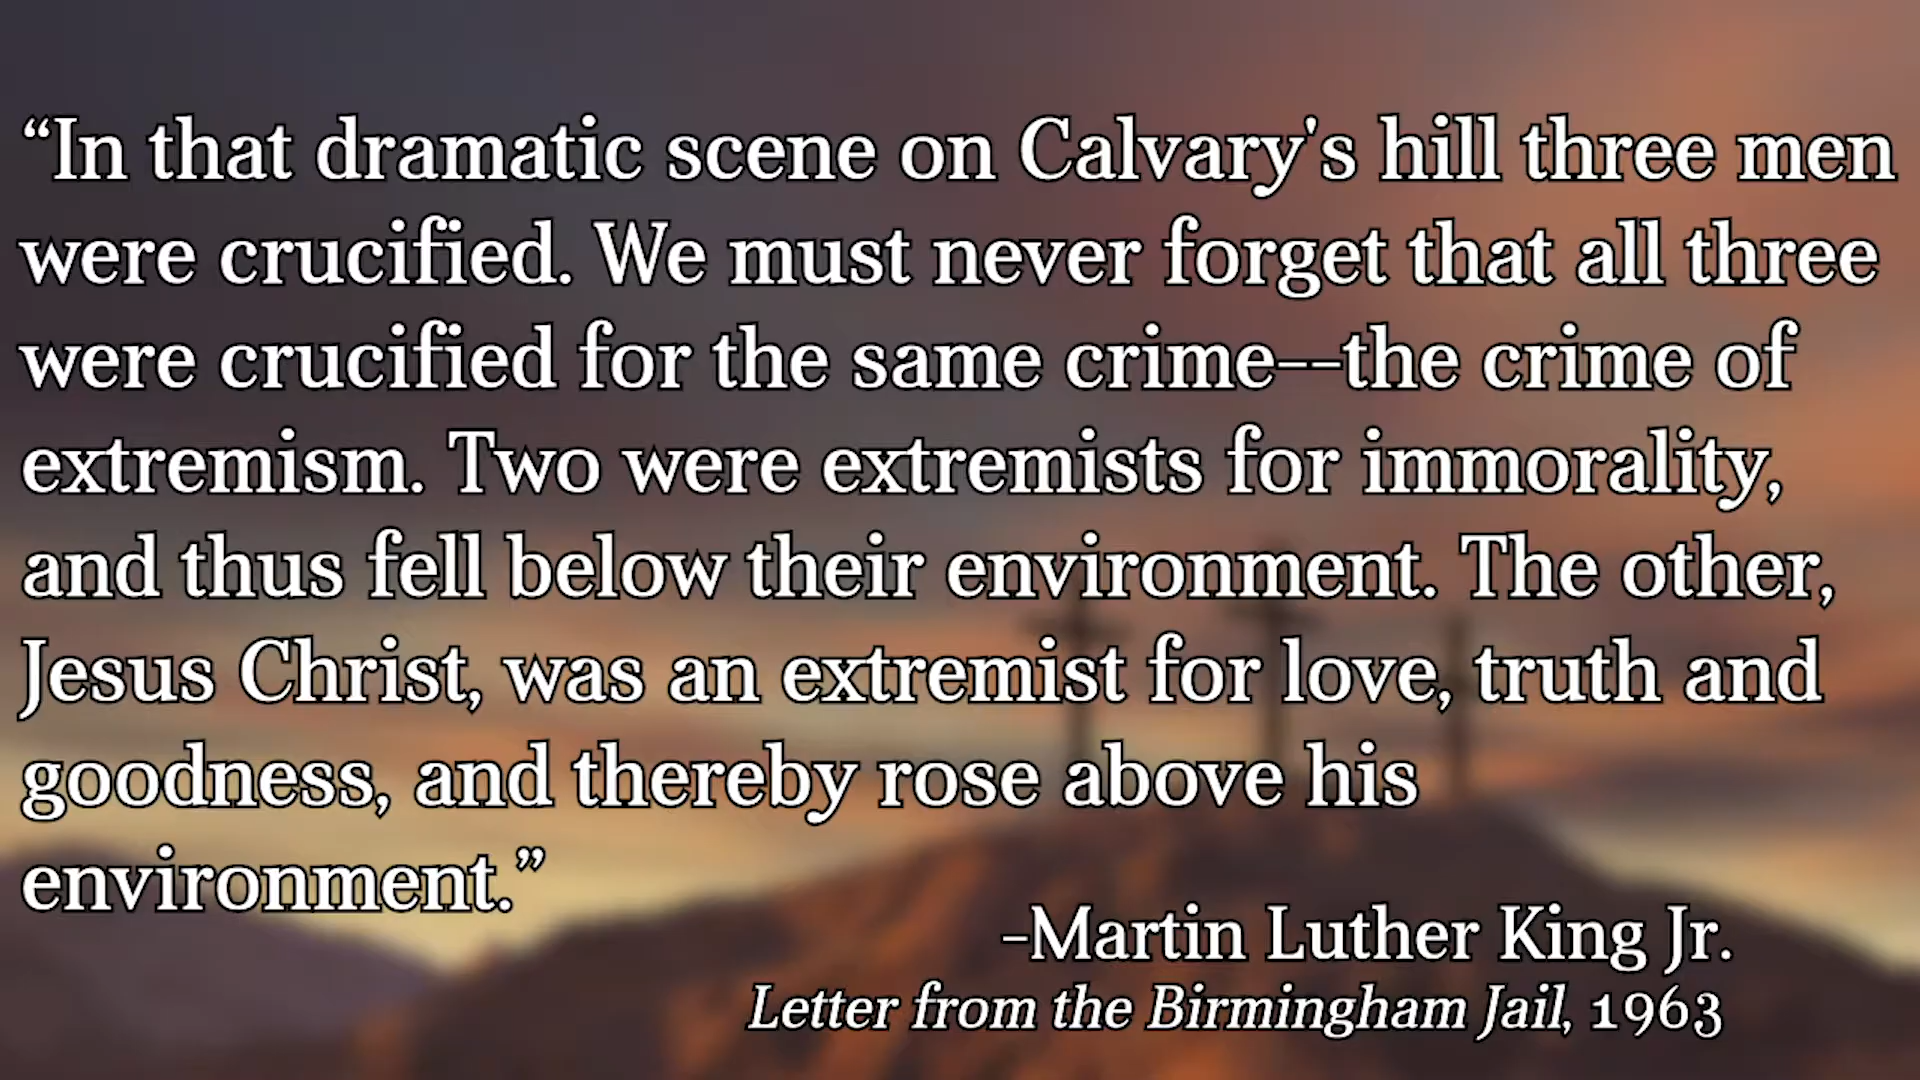 “In that dramatic scene on Calvary's hill three men
were crucified. We must never forget that all three
were crucified for the same crime--the crime of
extremism. Two were extremists for immorality,
and thus fell below their environment. The other,
Jesus Christ, was an extremist for love, truth and
goodness, and thereby rose above his
environment.”
-Martin Luther King Jr.
Letter from the Birmingham Jail, 1963